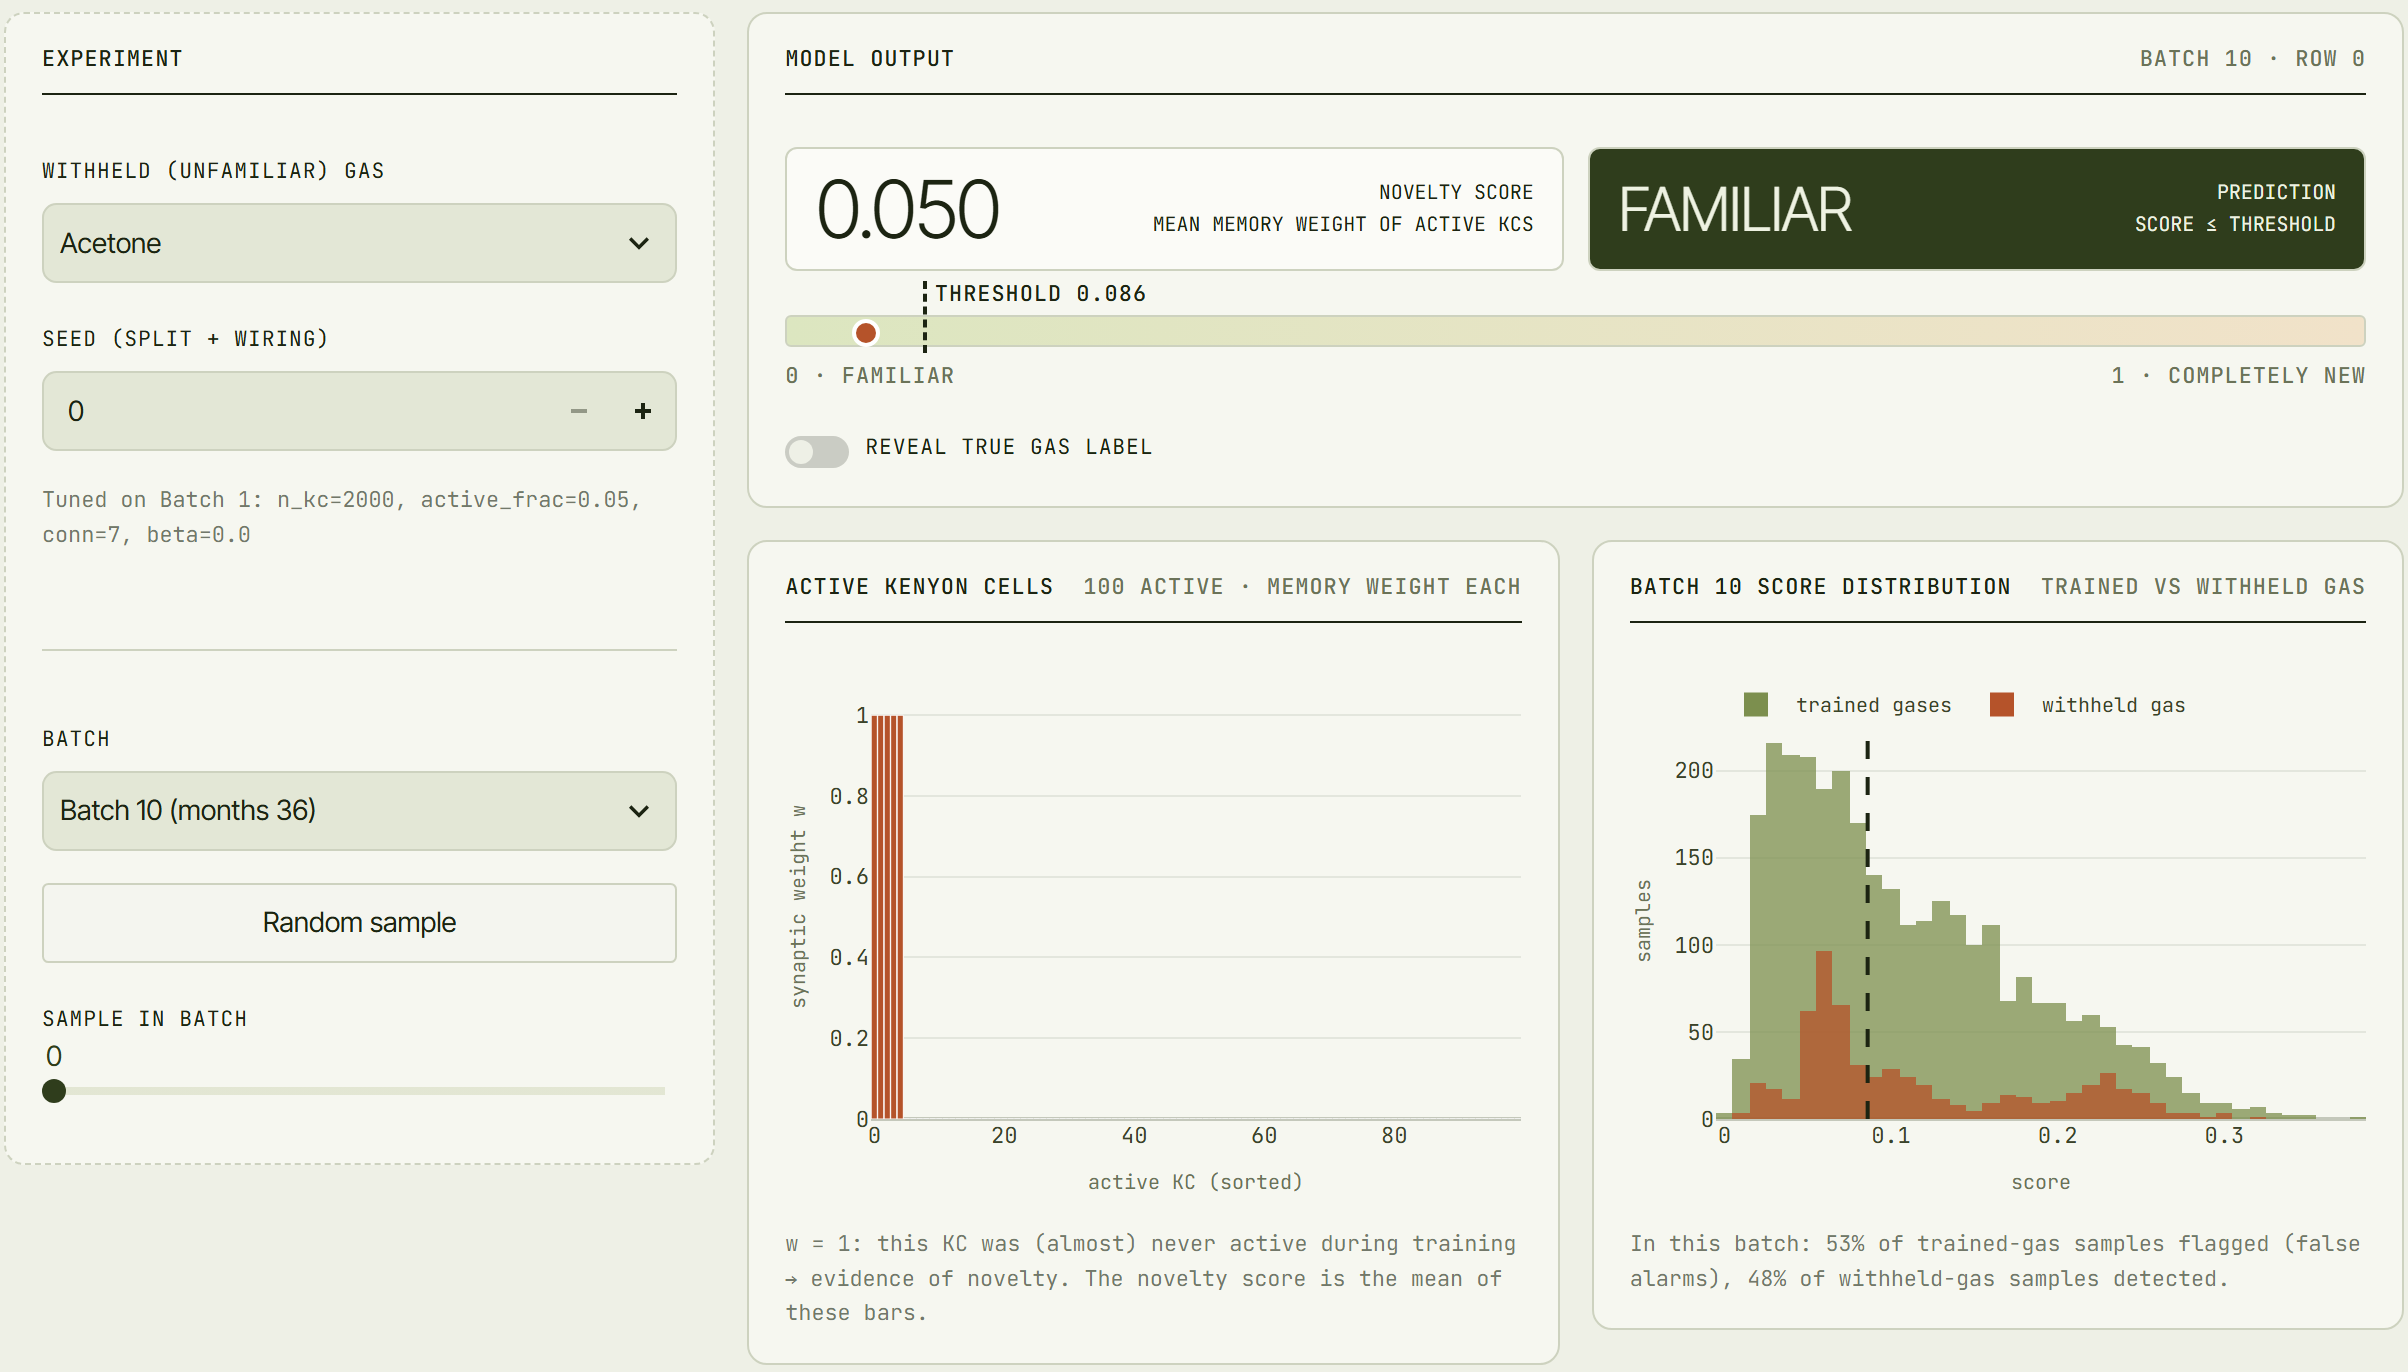 EXPERIMENT
WITHHELD (UNFAMILIAR) GAS
Acetone
SEED (SPLIT + WIRING)
0
− +
Tuned on Batch 1: n_kc=2000, active_frac=0.05,
conn=7, beta=0.0
BATCH
Batch 10 (months 36)
Random sample
SAMPLE IN BATCH
0
MODEL OUTPUT
BATCH 10 · ROW 0
0.050
NOVELTY SCORE
MEAN MEMORY WEIGHT OF ACTIVE KCS
FAMILIAR
PREDICTION
SCORE ≤ THRESHOLD
THRESHOLD 0.086
0 · FAMILIAR
1 · COMPLETELY NEW
REVEAL TRUE GAS LABEL
ACTIVE KENYON CELLS
100 ACTIVE · MEMORY WEIGHT EACH
synaptic weight w
1
0.8
0.6
0.4
0.2
0
0 20 40 60 80
active KC (sorted)
w = 1: this KC was (almost) never active during training
→ evidence of novelty. The novelty score is the mean of
these bars.
BATCH 10 SCORE DISTRIBUTION
TRAINED VS WITHHELD GAS
trained gases
withheld gas
samples
200
150
100
50
0
0 0.1 0.2 0.3
score
In this batch: 53% of trained-gas samples flagged (false
alarms), 48% of withheld-gas samples detected.